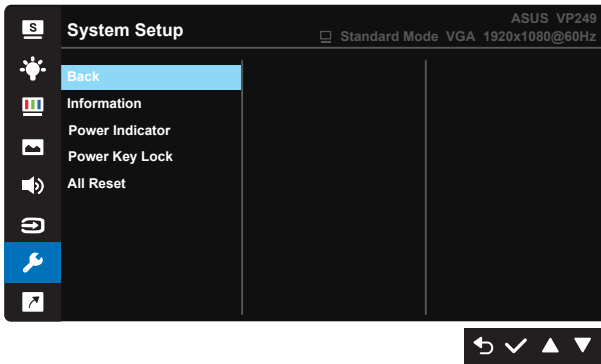 S
System Setup
ASUS VP249
Standard Mode VGA 1920x1080@60Hz
Back
Information
Power Indicator
Power Key Lock
All Reset